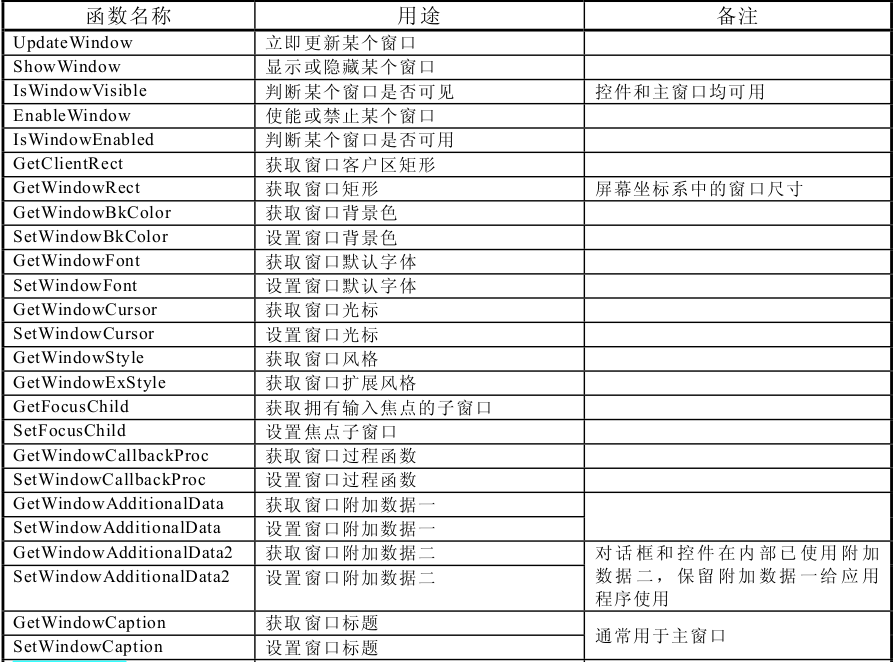 函数名称 用途 备注
UpdateWindow 立即更新某个窗口
ShowWindow 显示或隐藏某个窗口
IsWindowVisible 判断某个窗口是否可见 控件和主窗口均可用
EnableWindow 使能或禁止某个窗口
IsWindowEnabled 判断某个窗口是否可用
GetClientRect 获取窗口客户区矩形
GetWindowRect 获取窗口矩形 屏幕坐标系中的窗口尺寸
GetWindowBkColor 获取窗口背景色
SetWindowBkColor 设置窗口背景色
GetWindowFont 获取窗口默认字体
SetWindowFont 设置窗口默认字体
GetWindowCursor 获取窗口光标
SetWindowCursor 设置窗口光标
GetWindowStyle 获取窗口风格
GetWindowExStyle 获取窗口扩展风格
GetFocusChild 获取拥有输入焦点的子窗口
SetFocusChild 设置焦点子窗口
GetWindowCallbackProc 获取窗口过程函数
SetWindowCallbackProc 设置窗口过程函数
GetWindowAdditionalData 获取窗口附加数据一
SetWindowAdditionalData 设置窗口附加数据一
GetWindowAdditionalData2 获取窗口附加数据二 对话框和控件在内部已使用附加
SetWindowAdditionalData2 设置窗口附加数据二 数据二，保留附加数据一给应用
程序使用
GetWindowCaption 获取窗口标题 通常用于主窗口
SetWindowCaption 设置窗口标题